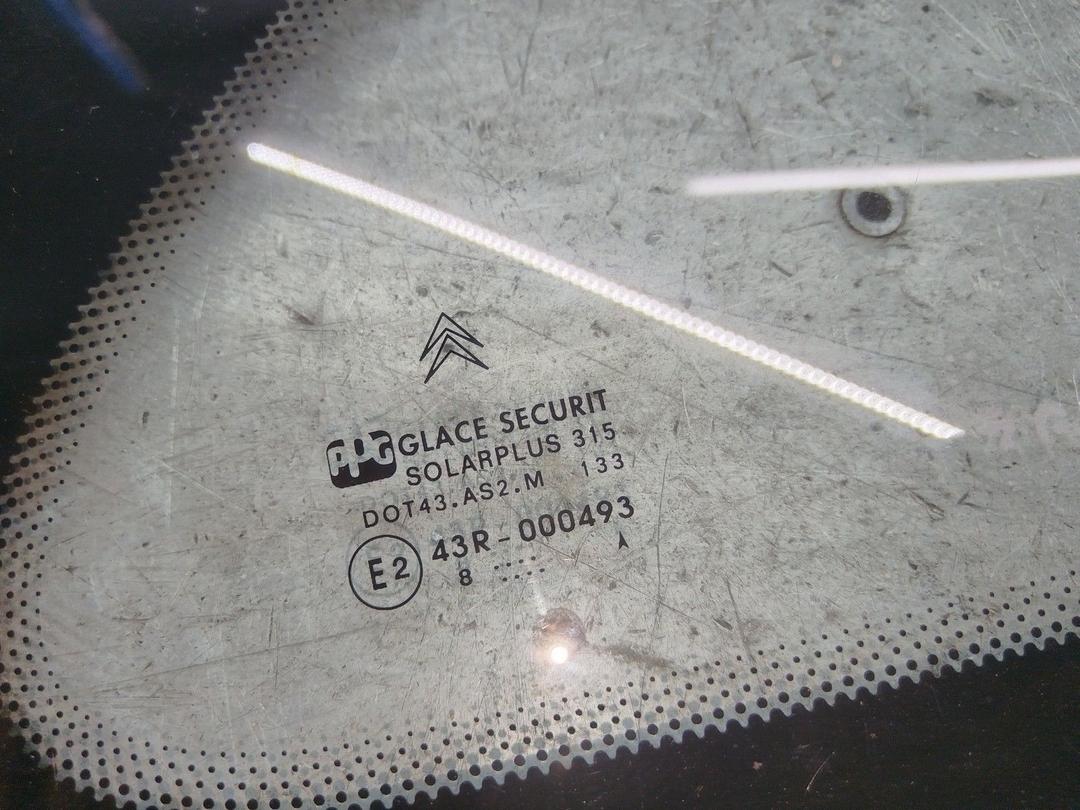 PPG GLACE SECURIT
SOLARPLUS 315
DOT43.AS2.M 133
E2 43R-000493
8